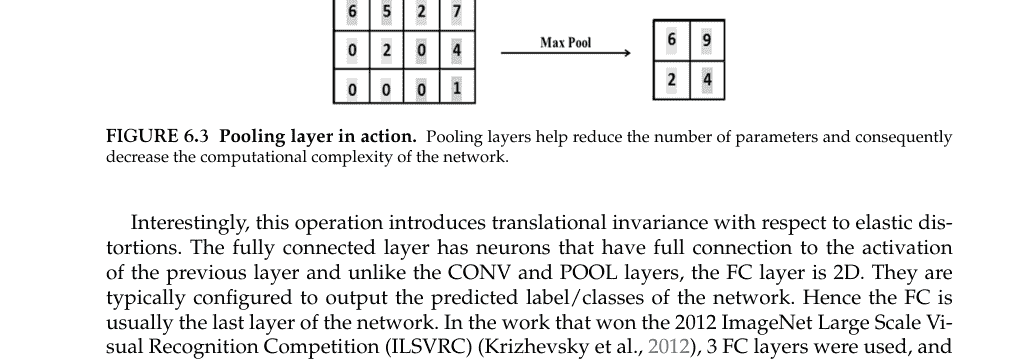 6 5 2 7
0 2 0 4
0 0 0 1
Max Pool
6 9
2 4
FIGURE 6.3 Pooling layer in action. Pooling layers help reduce the number of parameters and consequently
decrease the computational complexity of the network.
Interestingly, this operation introduces translational invariance with respect to elastic dis-
tortions. The fully connected layer has neurons that have full connection to the activation
of the previous layer and unlike the CONV and POOL layers, the FC layer is 2D. They are
typically configured to output the predicted label/classes of the network. Hence the FC is
usually the last layer of the network. In the work that won the 2012 ImageNet Large Scale Vi-
sual Recognition Competition (ILSVRC) (Krizhevsky et al., 2012), 3 FC layers were used, and